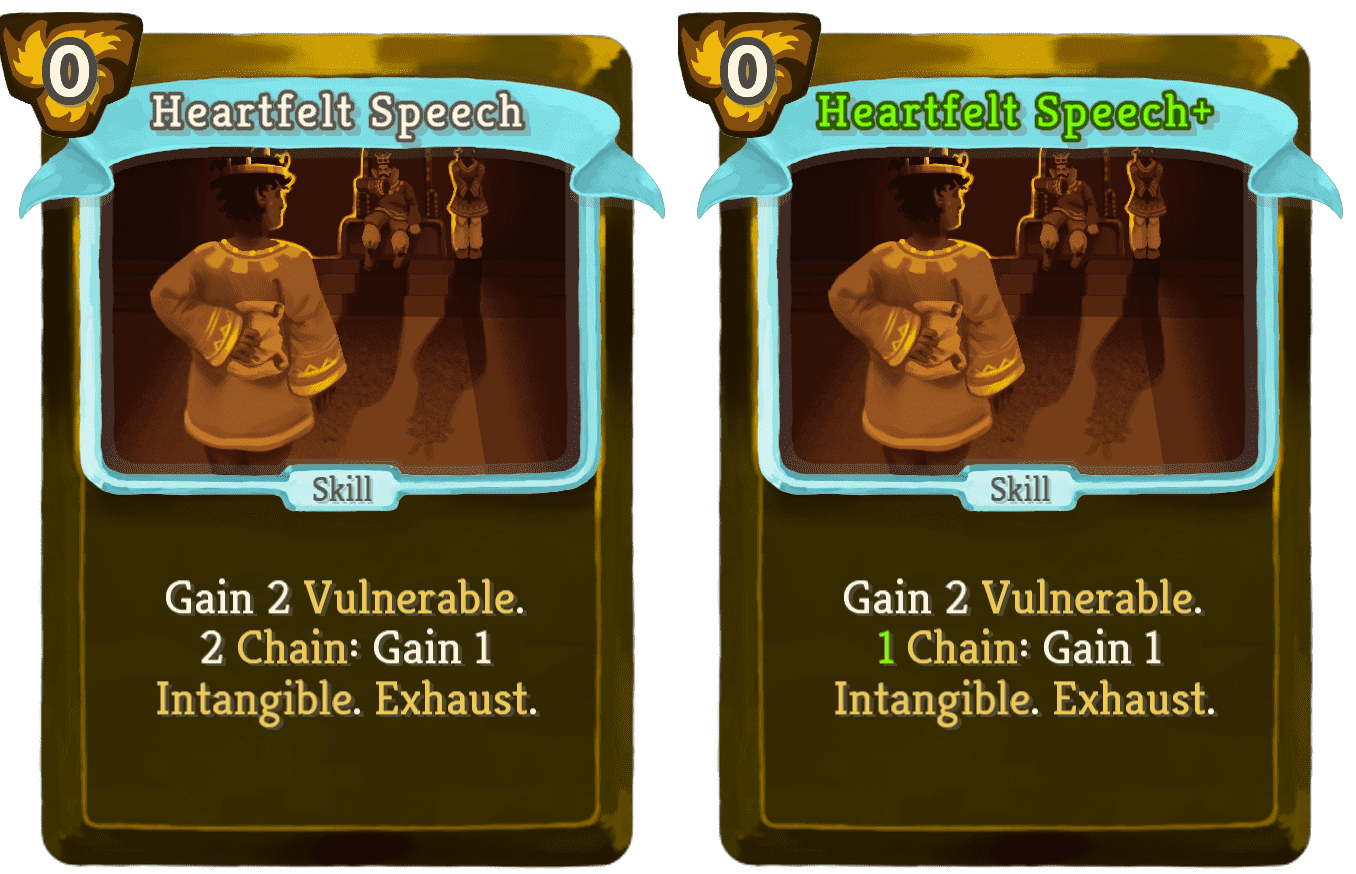 0
Heartfelt Speech
Skill
Gain 2 Vulnerable.
2 Chain: Gain 1
Intangible. Exhaust.
0
Heartfelt Speech+
Skill
Gain 2 Vulnerable.
1 Chain: Gain 1
Intangible. Exhaust.